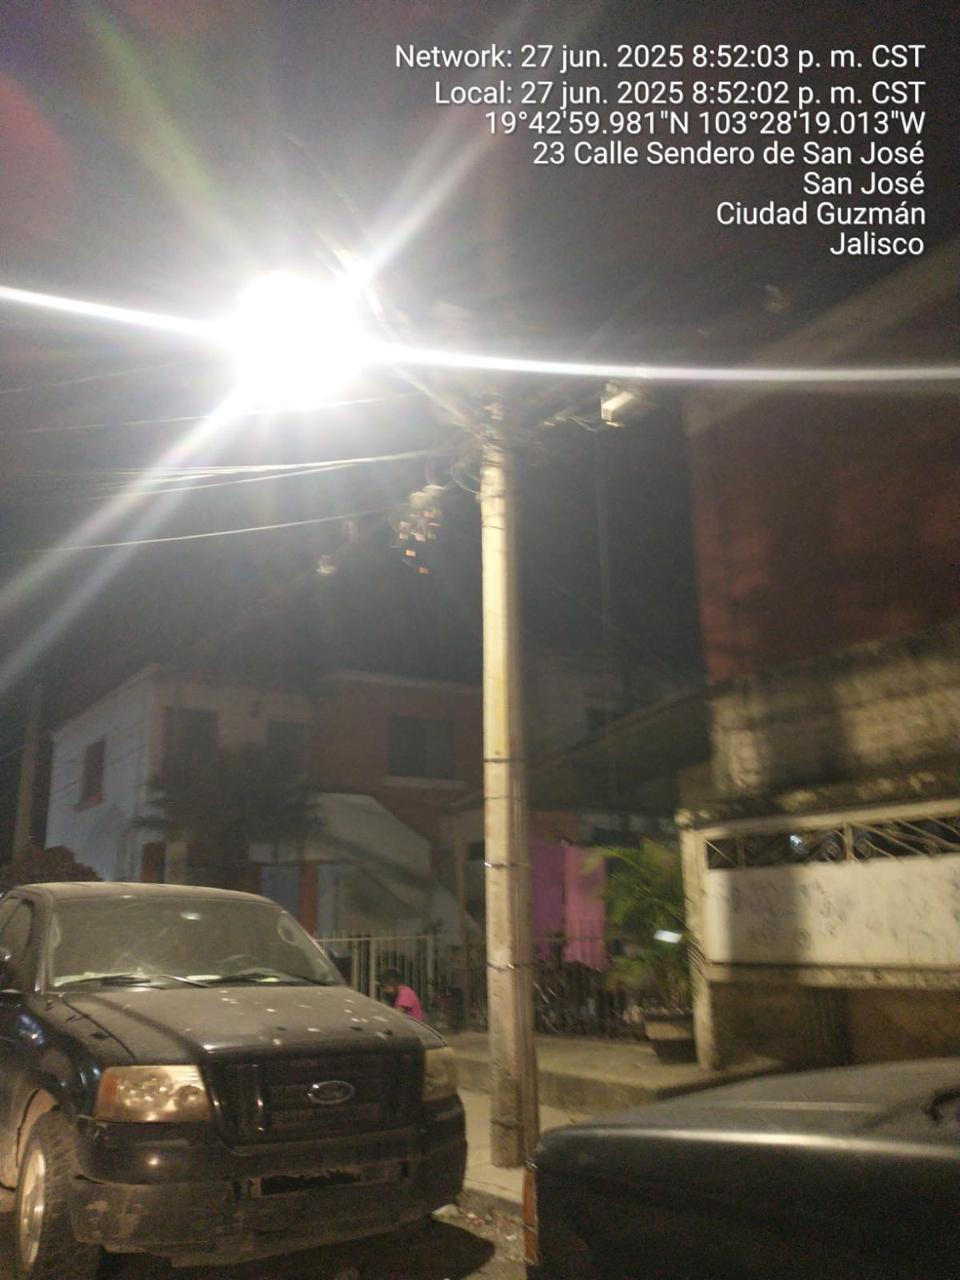 Network: 27 jun. 2025 8:52:03 p. m. CST
Local: 27 jun. 2025 8:52:02 p. m. CST
19°42'59.981"N 103°28'19.013"W
23 Calle Sendero de San José
San José
Ciudad Guzmán
Jalisco
Ford